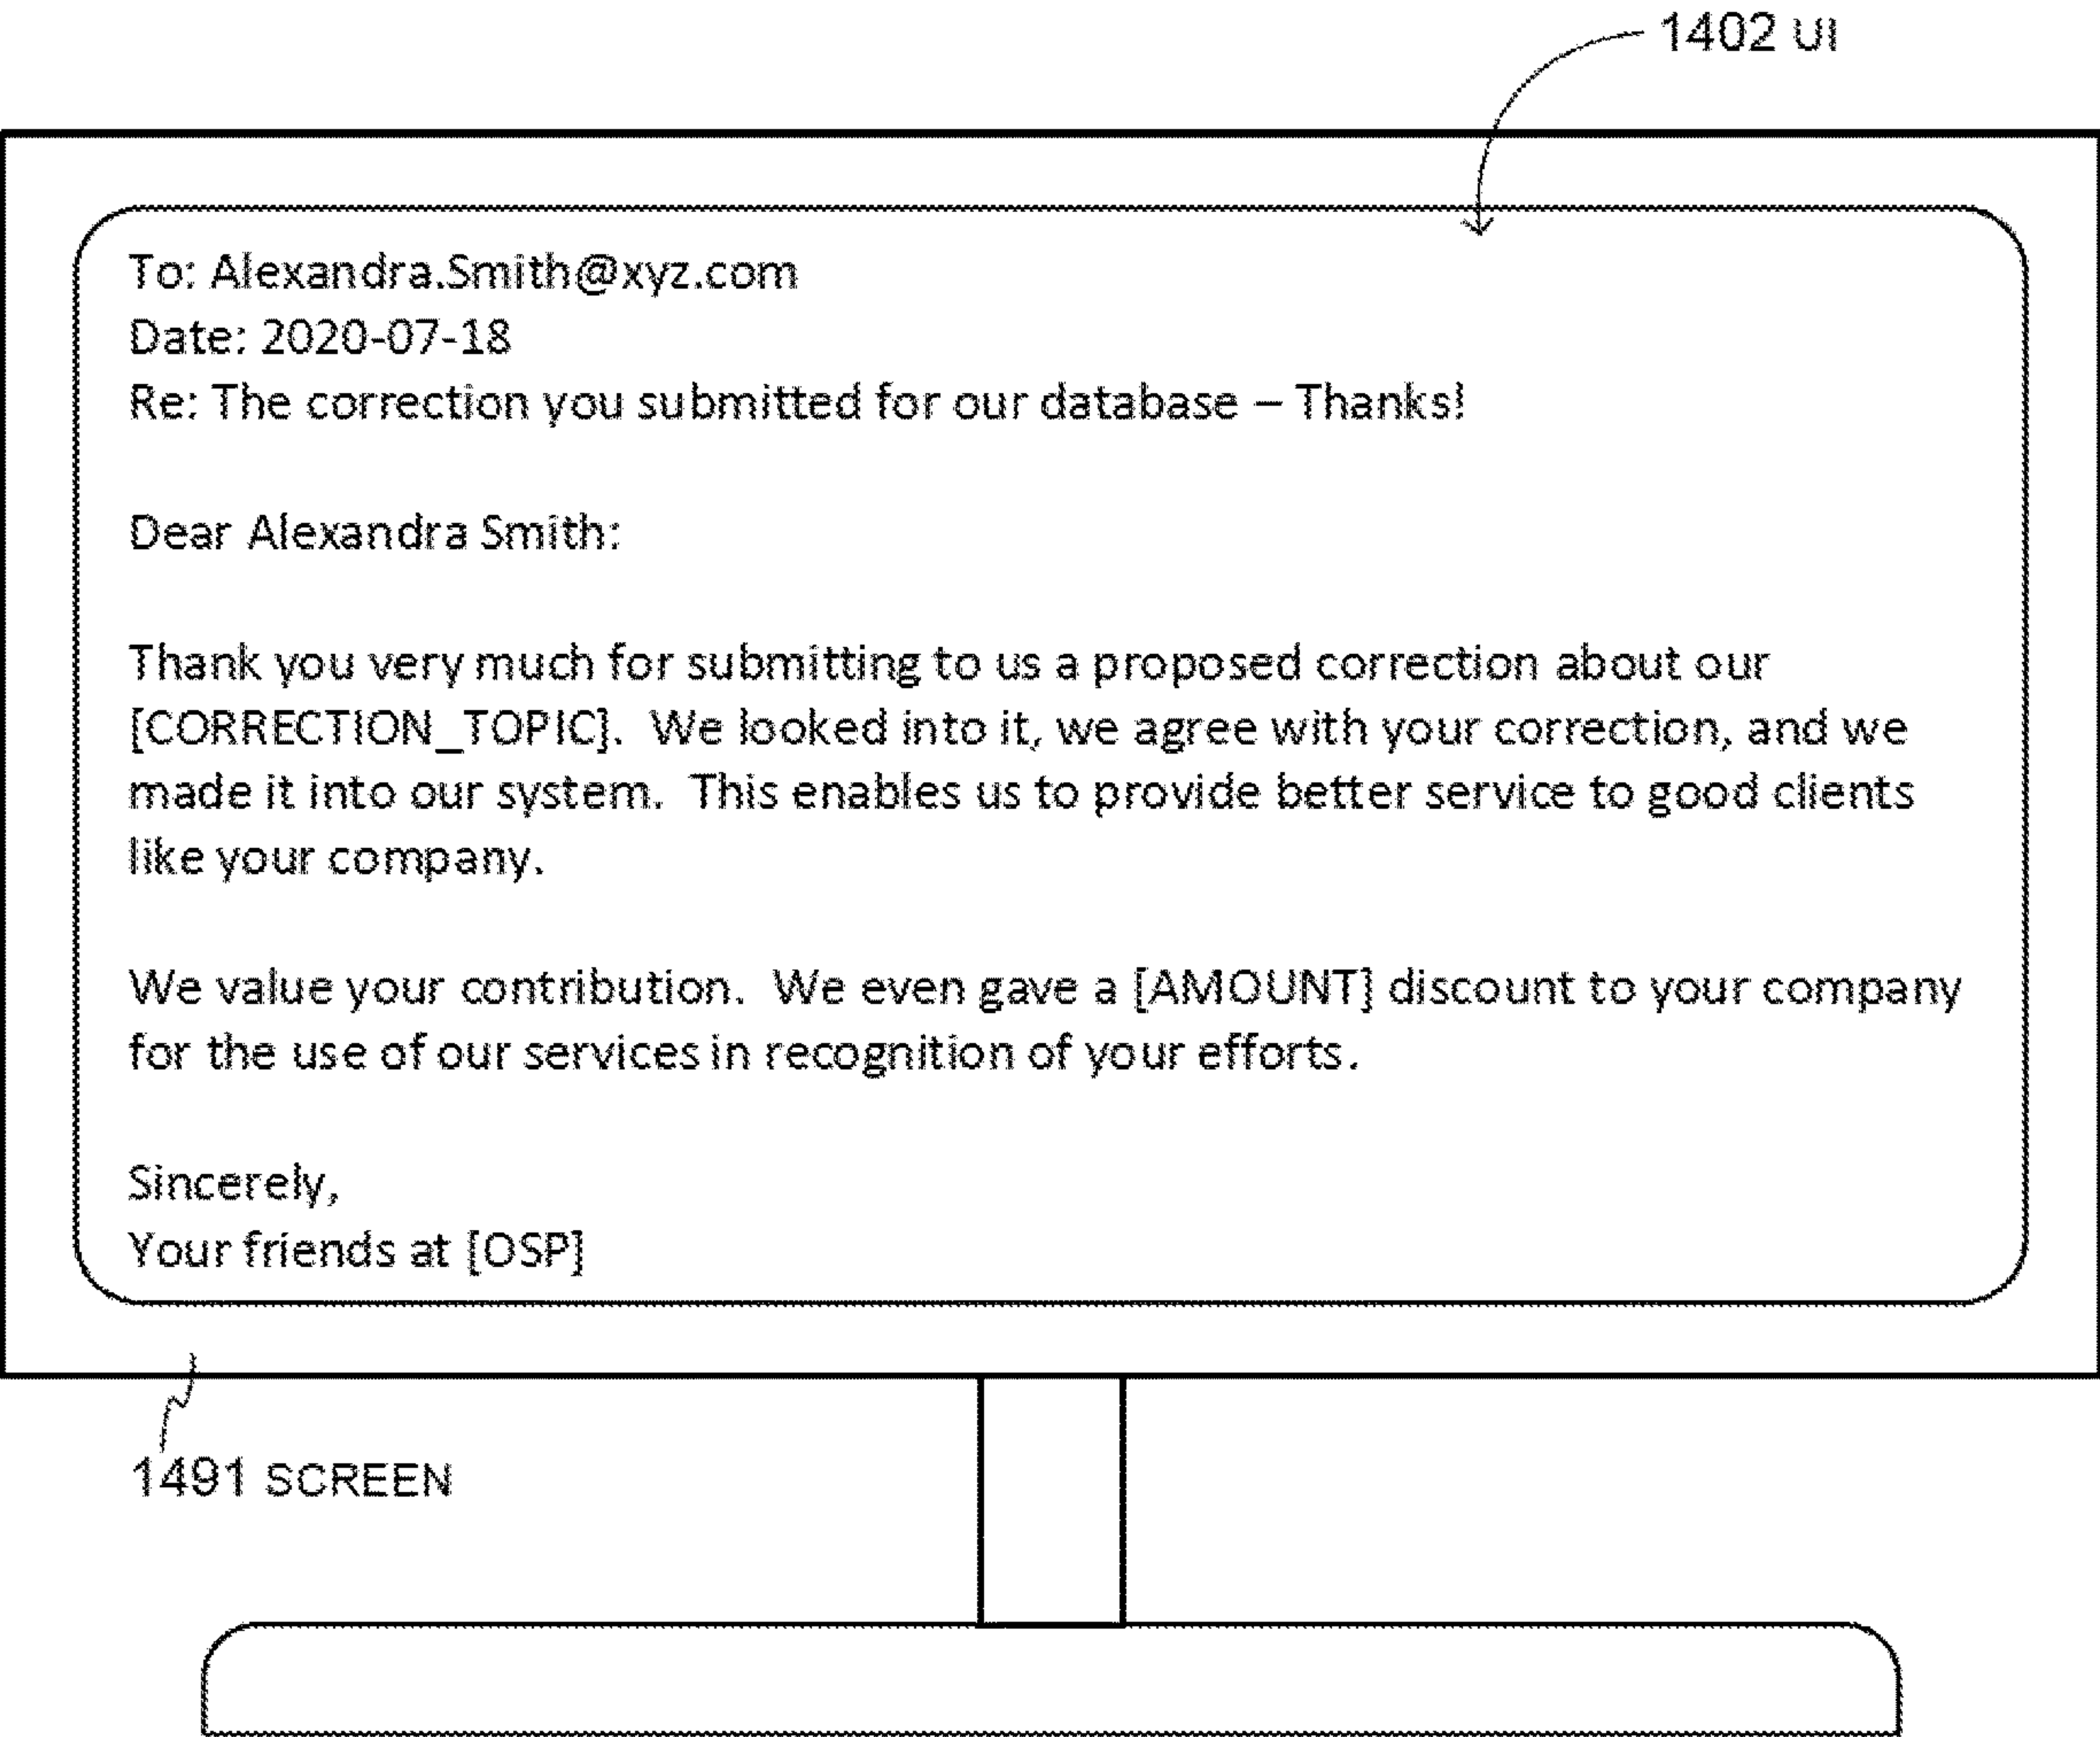 1402 UI
To: Alexandra.Smith@xyz.com
Date: 2020-07-18
Re: The correction you submitted for our database – Thanks!
Dear Alexandra Smith:
Thank you very much for submitting to us a proposed correction about our
[CORRECTION_TOPIC].  We looked into it, we agree with your correction, and we
made it into our system.  This enables us to provide better service to good clients
like your company.
We value your contribution.  We even gave a [AMOUNT] discount to your company
for the use of our services in recognition of your efforts.
Sincerely,
Your friends at [OSP]
1491 SCREEN